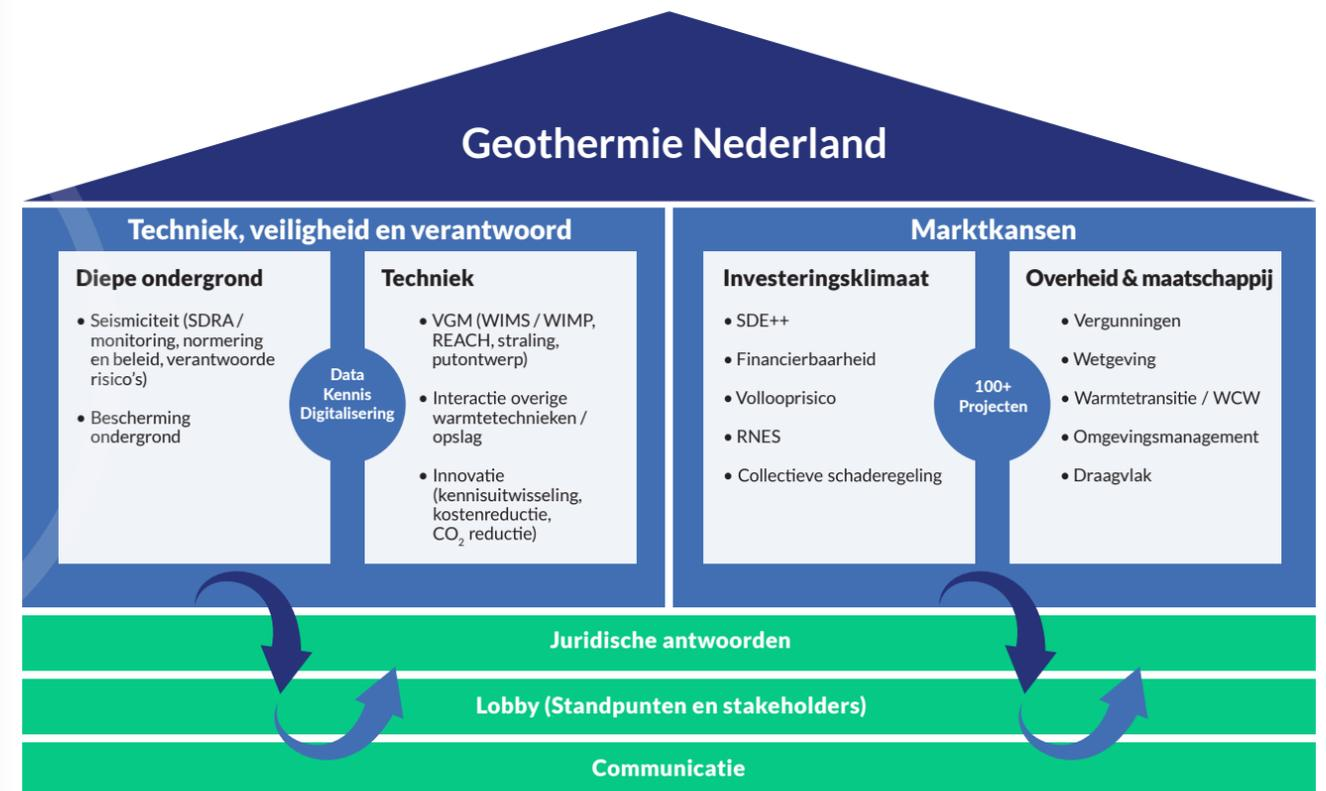 Geothermie Nederland
Techniek, veiligheid en verantwoord
Diepe ondergrond
• Seismiciteit (SDRA /
monitoring, normering
en beleid, verantwoorde
risico’s)
• Bescherming
ondergrond
Data
Kennis
Digitalisering
Techniek
• VGM (WIMS / WIMP,
REACH, straling,
putontwerp)
• Interactie overige
warmtetechnieken /
opslag
• Innovatie
(kennisuitwisseling,
kostenreductie,
CO₂ reductie)
Marktkansen
Investeringsklimaat
• SDE++
• Financierbaarheid
• Vollooprisico
• RNES
• Collectieve schaderegeling
100+
Projecten
Overheid & maatschappij
• Vergunningen
• Wetgeving
• Warmtetransitie / WCW
• Omgevingsmanagement
• Draagvlak
Juridische antwoorden
Lobby (Standpunten en stakeholders)
Communicatie